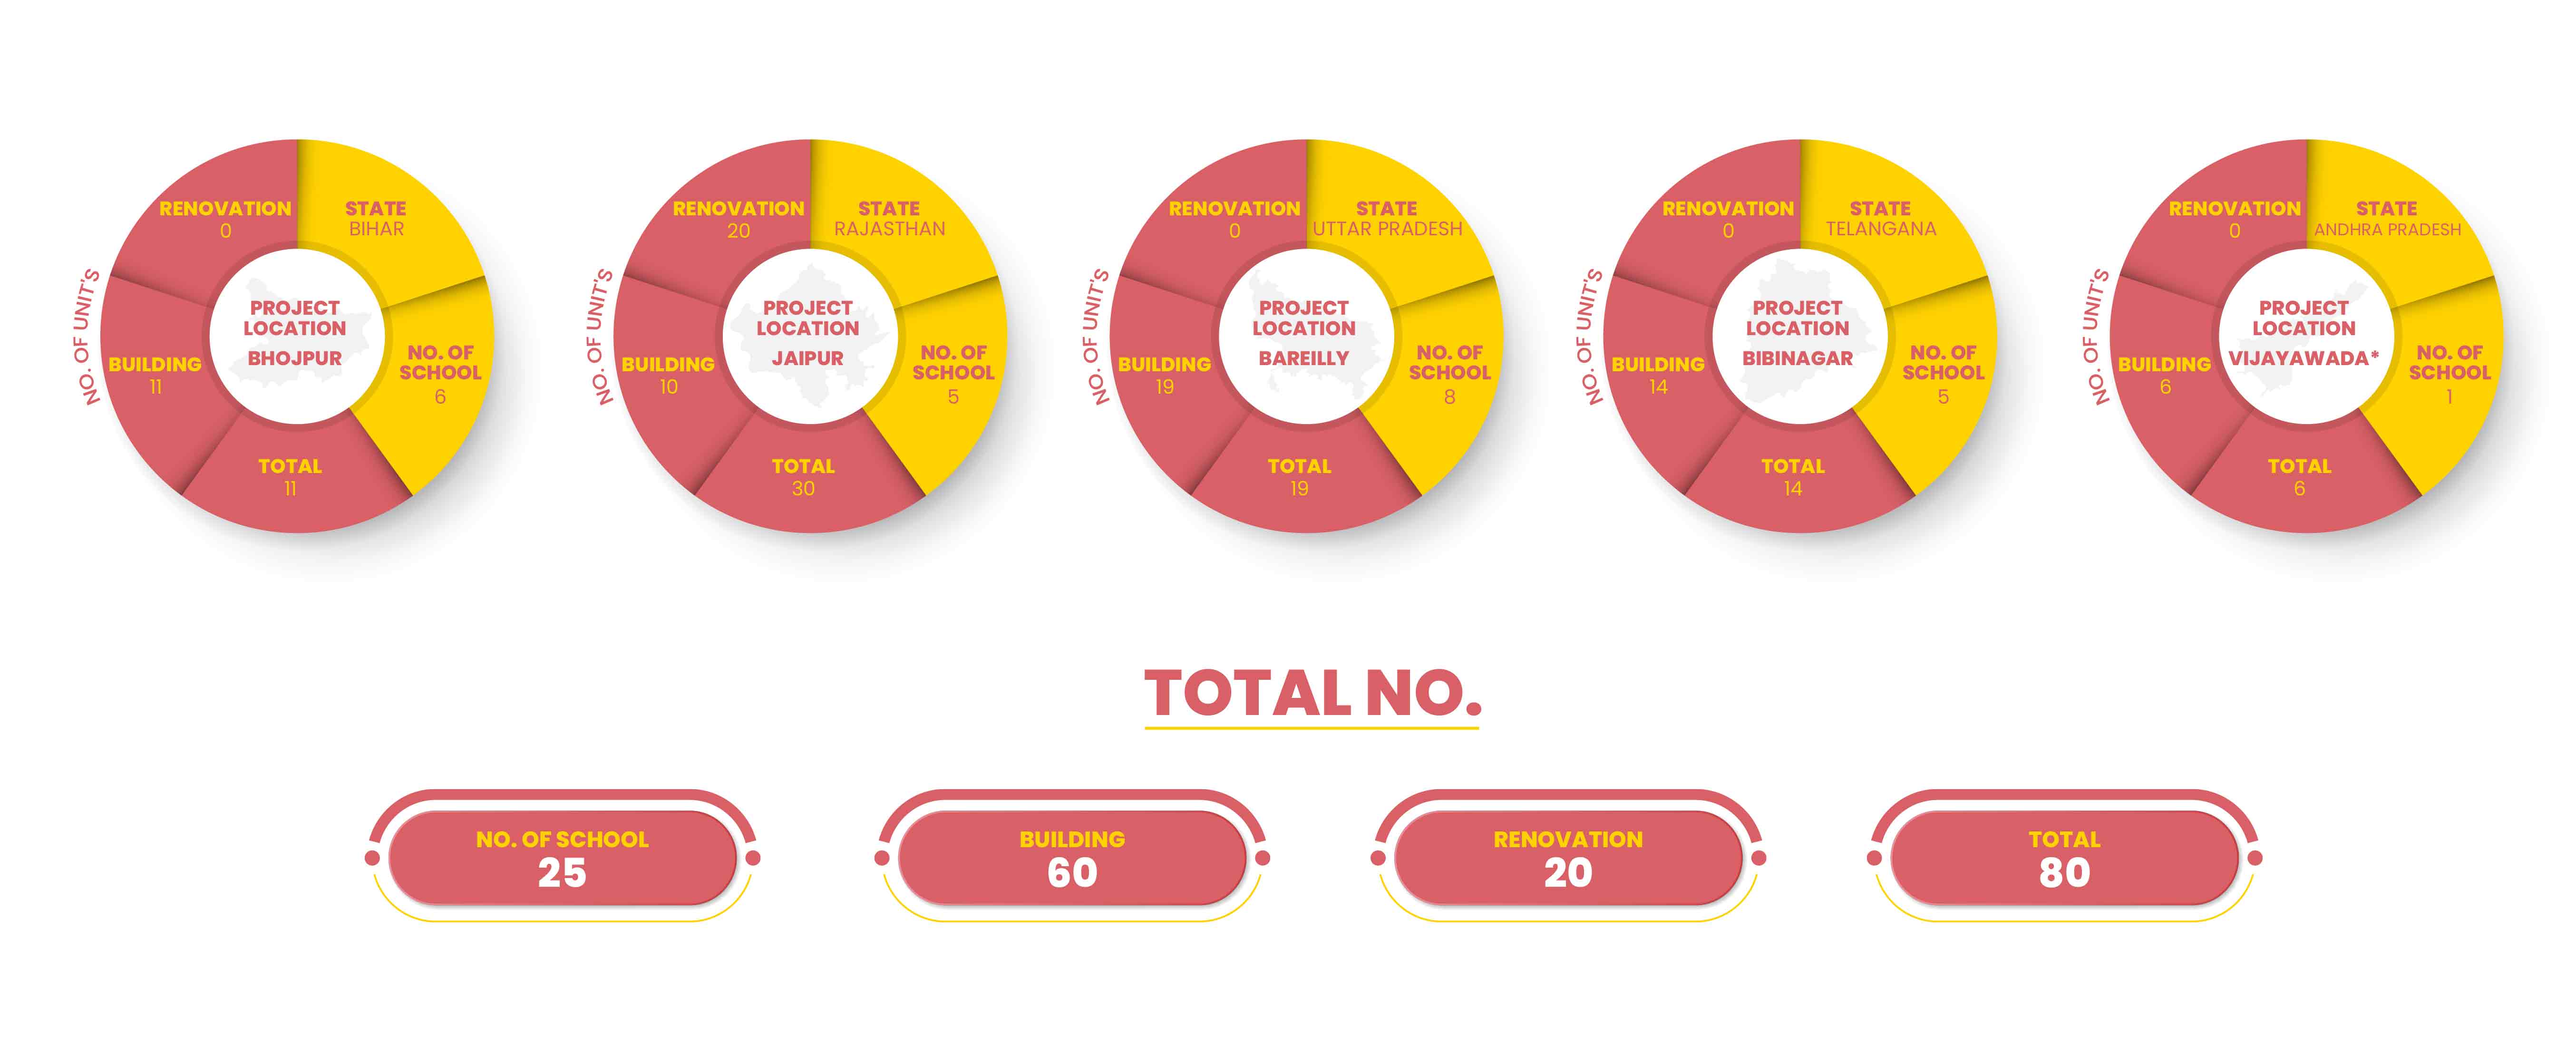 RENOVATION
0
STATE
BIHAR
NO. OF UNIT'S
PROJECT
LOCATION
BHOJPUR
BUILDING
11
NO. OF
SCHOOL
6
TOTAL
11
RENOVATION
20
STATE
RAJASTHAN
NO. OF UNIT'S
PROJECT
LOCATION
JAIPUR
BUILDING
10
NO. OF
SCHOOL
5
TOTAL
30
RENOVATION
0
STATE
UTTAR PRADESH
NO. OF UNIT'S
PROJECT
LOCATION
BAREILLY
BUILDING
19
NO. OF
SCHOOL
8
TOTAL
19
RENOVATION
0
STATE
TELANGANA
NO. OF UNIT'S
PROJECT
LOCATION
BIBINAGAR
BUILDING
14
NO. OF
SCHOOL
5
TOTAL
14
RENOVATION
0
STATE
ANDHRA PRADESH
NO. OF UNIT'S
PROJECT
LOCATION
VIJAYAWADA*
BUILDING
6
NO. OF
SCHOOL
1
TOTAL
6
TOTAL NO.
NO. OF SCHOOL
25
BUILDING
60
RENOVATION
20
TOTAL
80